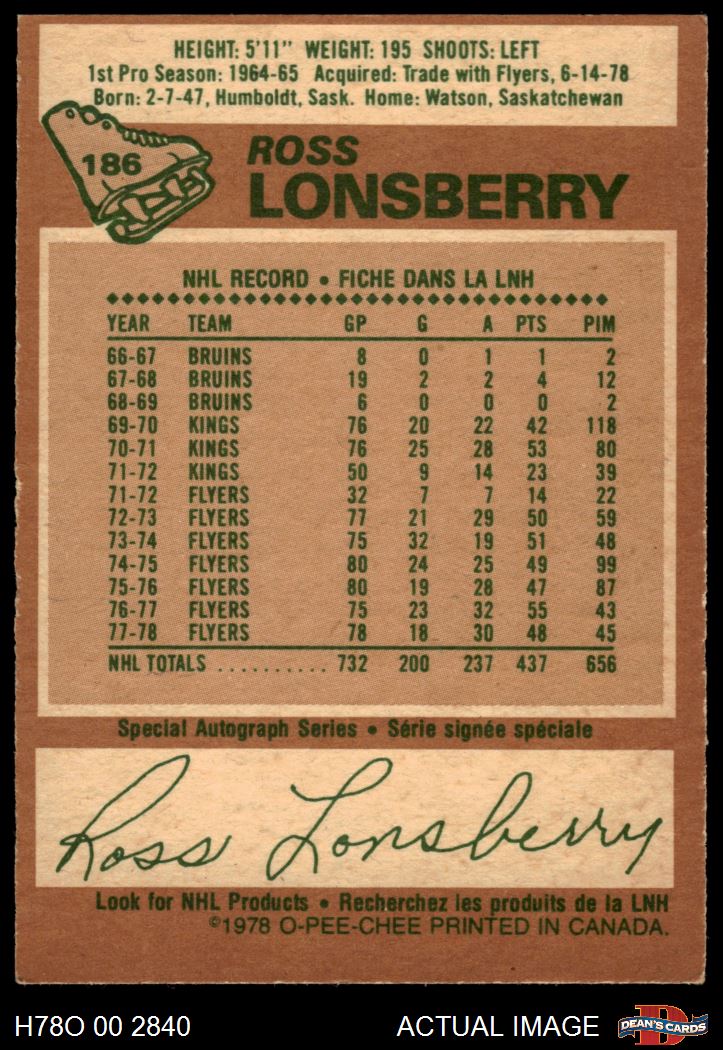 HEIGHT: 5'11" WEIGHT: 195 SHOOTS: LEFT
1st Pro Season: 1964-65 Acquired: Trade with Flyers, 6-14-78
Born: 2-7-47, Humboldt, Sask. Home: Watson, Saskatchewan
186
ROSS
LONSBERRY
NHL RECORD • FICHE DANS LA LNH
YEAR TEAM GP G A PTS PIM
66-67 BRUINS 8 0 1 1 2
67-68 BRUINS 19 2 2 4 12
68-69 BRUINS 6 0 0 0 2
69-70 KINGS 76 20 22 42 118
70-71 KINGS 76 25 28 53 80
71-72 KINGS 50 9 14 23 39
71-72 FLYERS 32 7 7 14 22
72-73 FLYERS 77 21 29 50 59
73-74 FLYERS 75 32 19 51 48
74-75 FLYERS 80 24 25 49 99
75-76 FLYERS 80 19 28 47 87
76-77 FLYERS 75 23 32 55 43
77-78 FLYERS 78 18 30 48 45
NHL TOTALS .......... 732 200 237 437 656
Special Autograph Series • Série signée spéciale
Ross Lonsberry
Look for NHL Products • Recherchez les produits de la LNH
©1978 O-PEE-CHEE PRINTED IN CANADA.
H78O 00 2840 ACTUAL IMAGE D DEAN'S CARDS